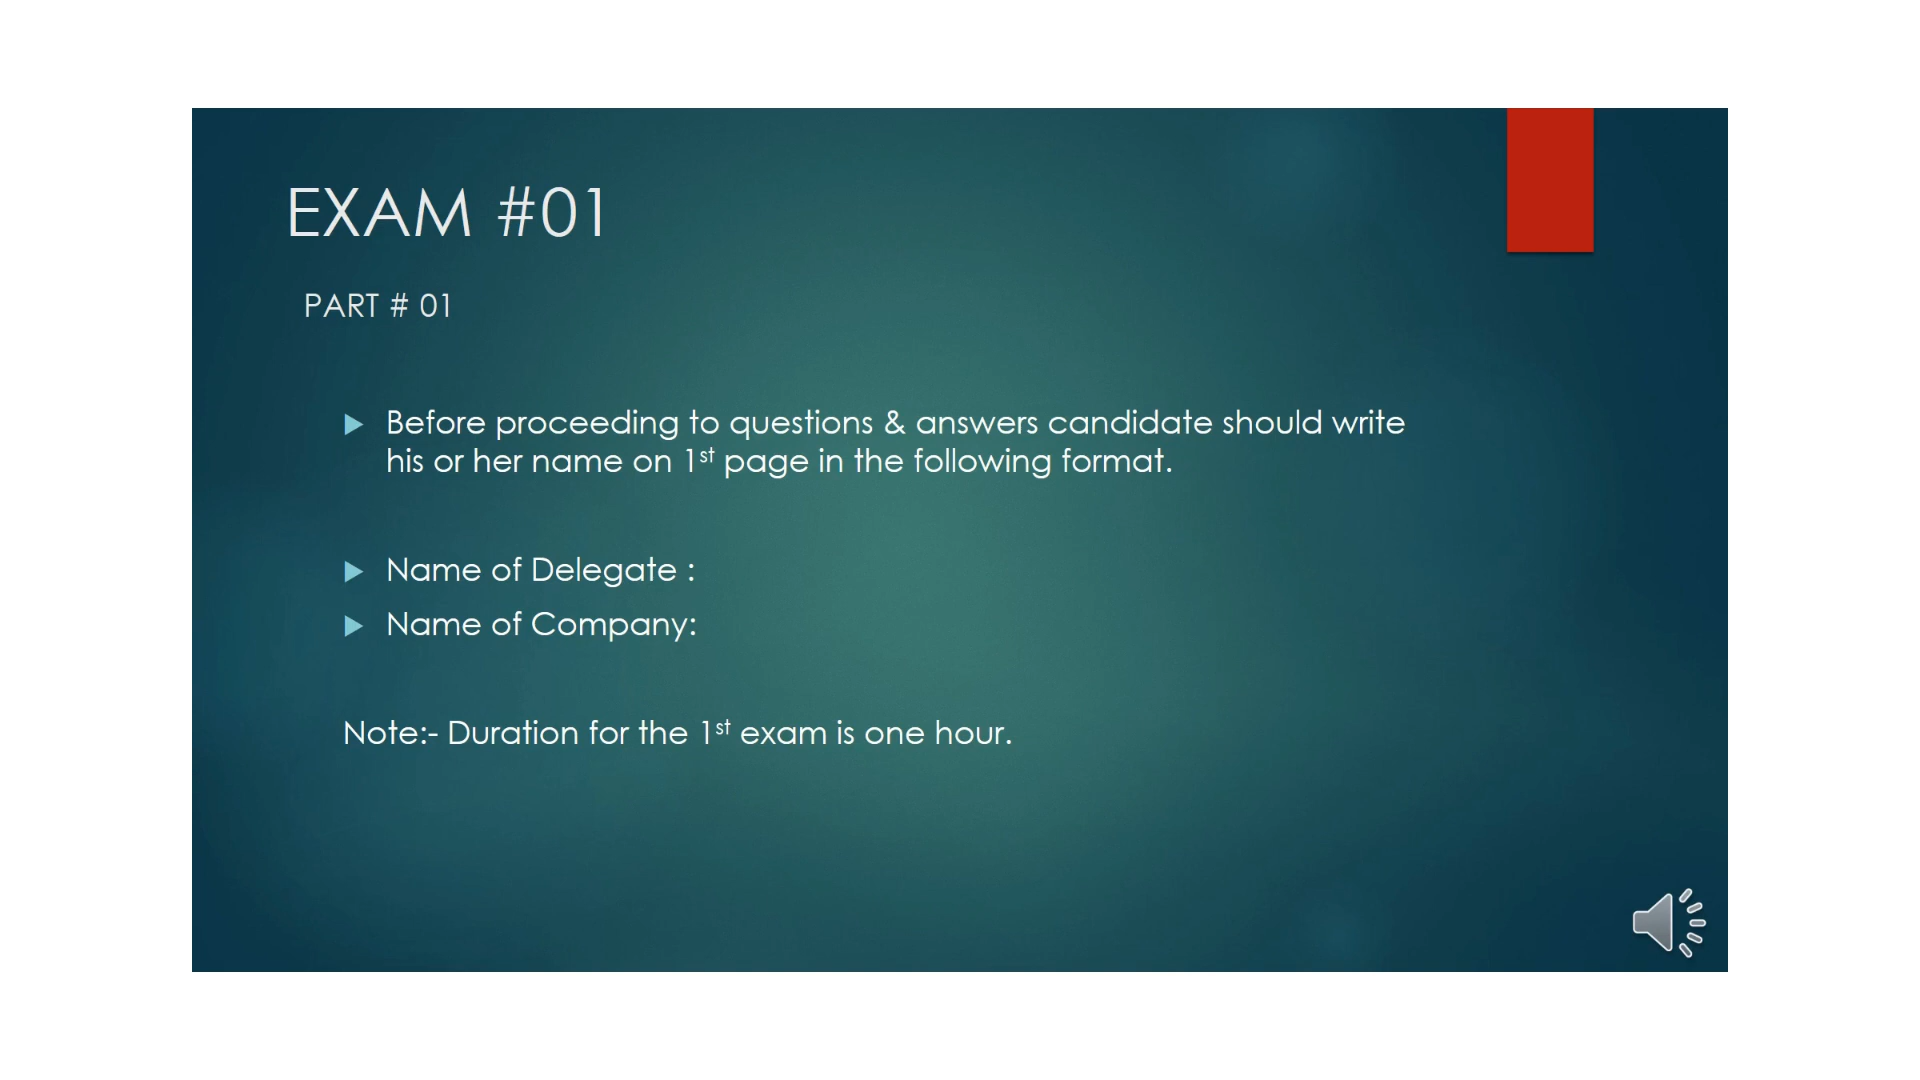 EXAM #01
PART # 01
Before proceeding to questions & answers candidate should write
his or her name on 1st page in the following format.
Name of Delegate :
Name of Company:
Note:- Duration for the 1st exam is one hour.